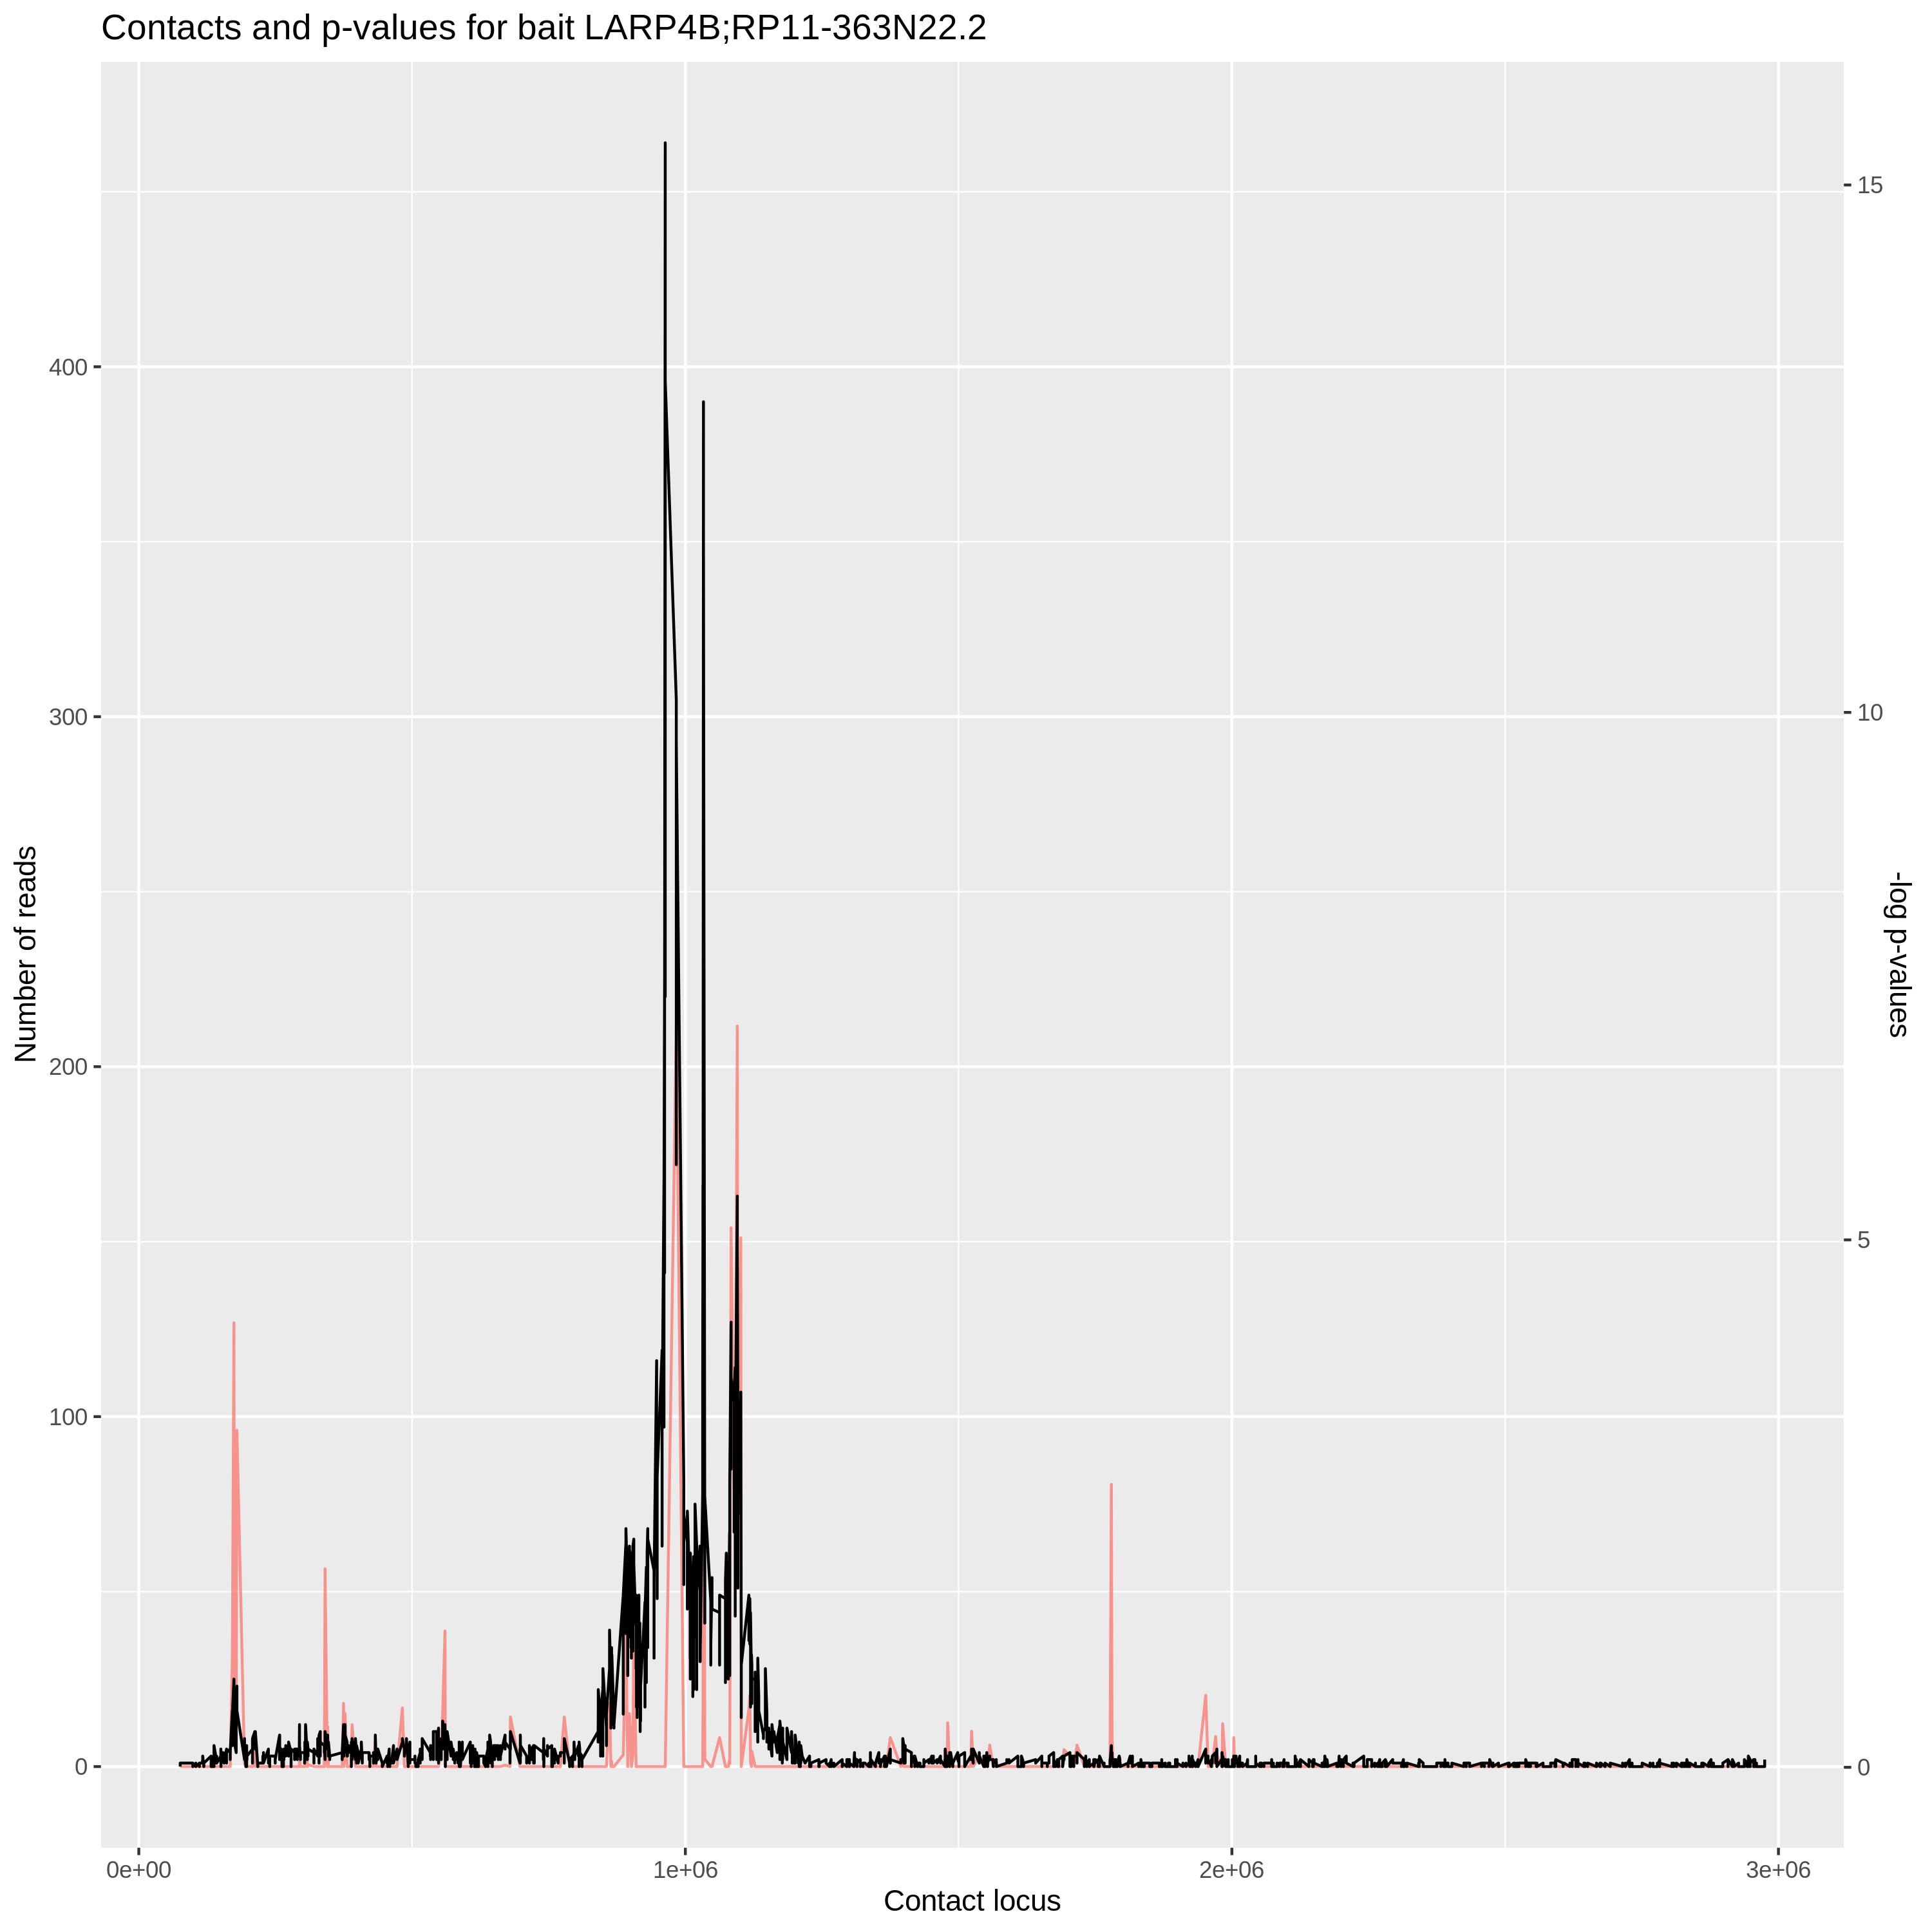 Contacts and p-values for bait LARP4B;RP11-363N22.2
Number of reads
400
300
200
100
0
15
10
5
0
-log p-values
0e+00
1e+06
2e+06
3e+06
Contact locus